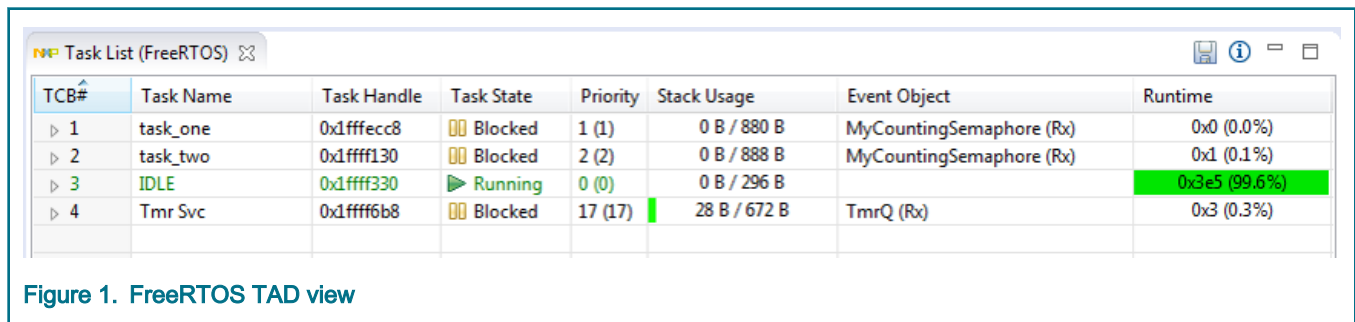 NXP Task List (FreeRTOS)
TCB# Task Name Task Handle Task State Priority Stack Usage Event Object Runtime
1 task_one 0x1fffecc8 Blocked 1 (1) 0 B / 880 B MyCountingSemaphore (Rx) 0x0 (0.0%)
2 task_two 0x1ffff130 Blocked 2 (2) 0 B / 888 B MyCountingSemaphore (Rx) 0x1 (0.1%)
3 IDLE 0x1ffff330 Running 0 (0) 0 B / 296 B 0x3e5 (99.6%)
4 Tmr Svc 0x1ffff6b8 Blocked 17 (17) 28 B / 672 B TmrQ (Rx) 0x3 (0.3%)
Figure 1. FreeRTOS TAD view